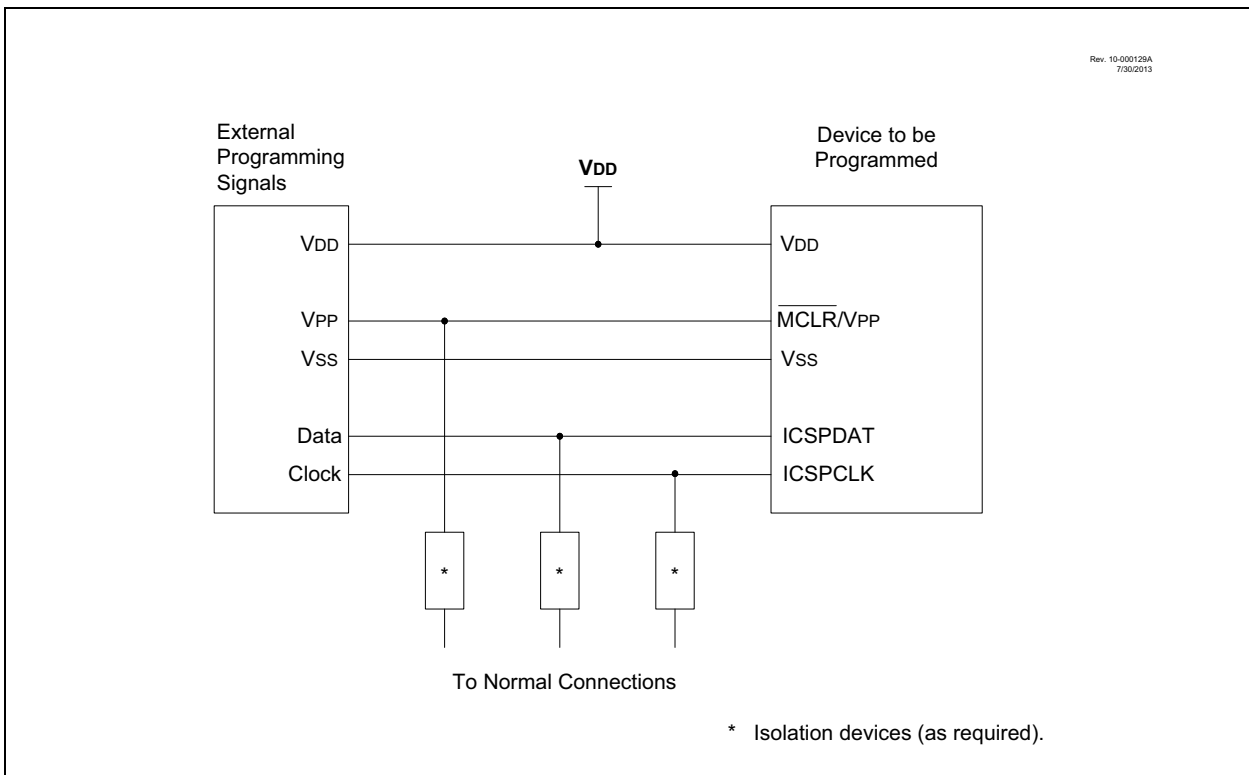 Rev. 10-000129A
7/30/2013
External
Programming
Signals
Device to be
Programmed
VDD
VDD
VDD
VPP
MCLR/VPP
VSS
VSS
Data
ICSPDAT
Clock
ICSPCLK
*
*
*
To Normal Connections
* Isolation devices (as required).